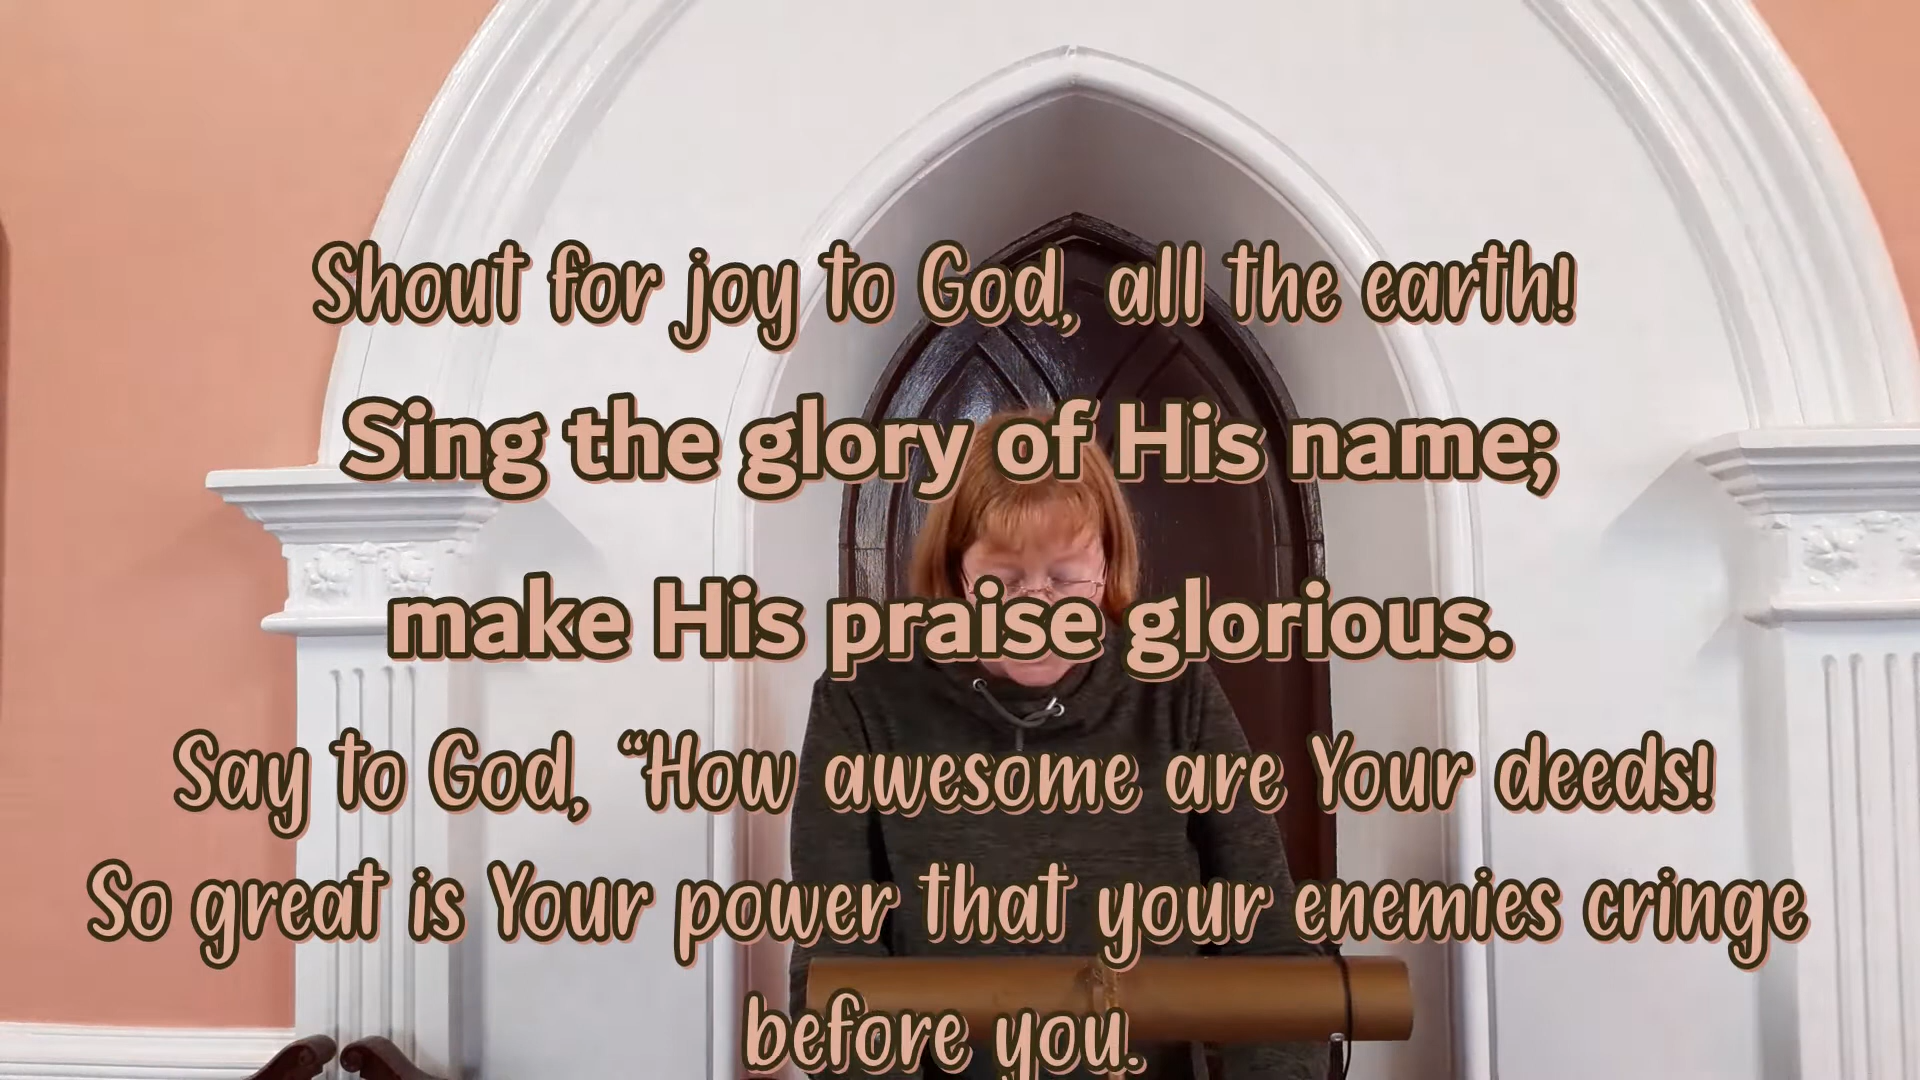 Shout for joy to God, all the earth!
Sing the glory of His name;
make His praise glorious.
Say to God, “How awesome are Your deeds!
So great is Your power that your enemies cringe
before you.